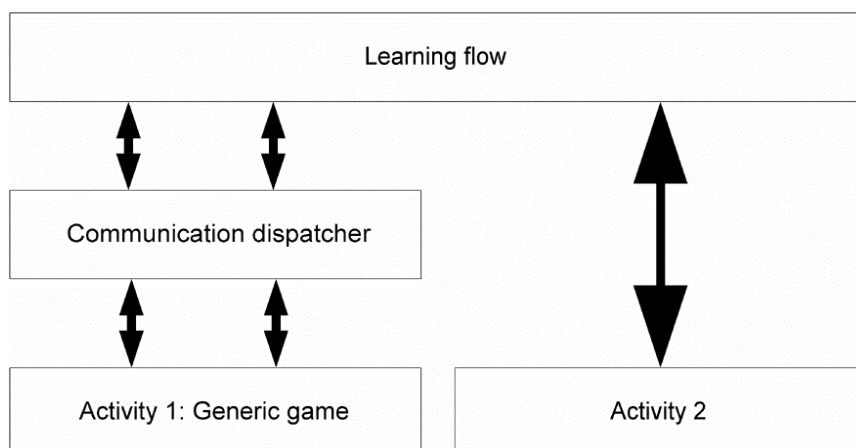 Learning flow
Communication dispatcher
Activity 1: Generic game
Activity 2